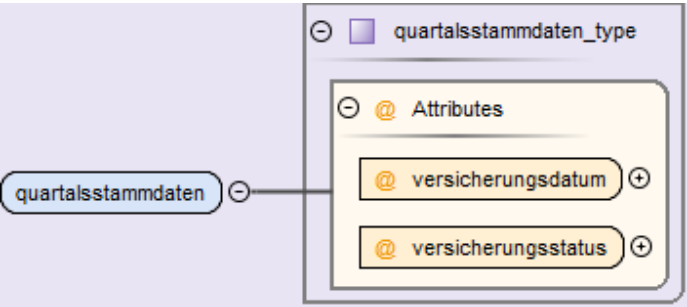 quartalsstammdaten_type
@ Attributes
@ versicherungsdatum
quartalsstammdaten
@ versicherungsstatus